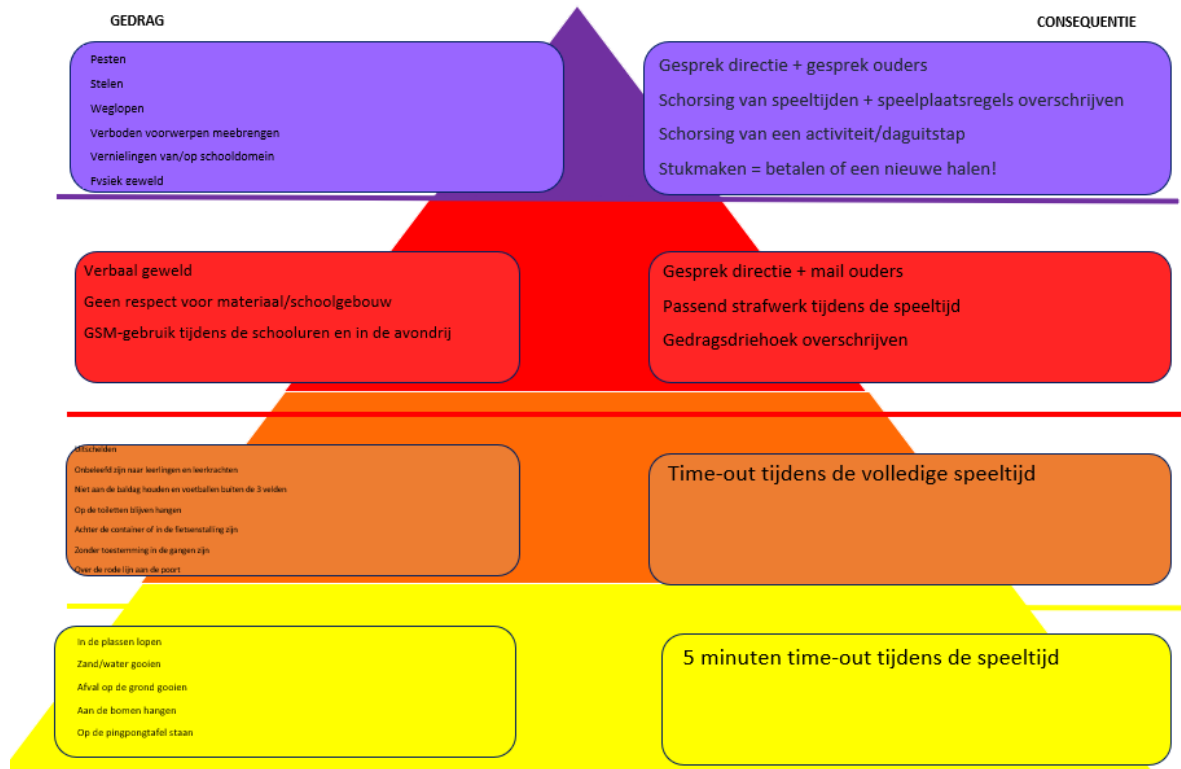 GEDRAG
CONSEQUENTIE
Pesten
Stelen
Weglopen
Verboden voorwerpen meebrengen
Vernielingen van/op schooldomein
Fysiek geweld
Gesprek directie + gesprek ouders
Schorsing van speeltijden + speelplaatsregels overschrijven
Schorsing van een activiteit/daguitstap
Stukmaken = betalen of een nieuwe halen!
Verbaal geweld
Geen respect voor materiaal/schoolgebouw
GSM-gebruik tijdens de schooluren en in de avondrij
Gesprek directie + mail ouders
Passend strafwerk tijdens de speeltijd
Gedragsdriehoek overschrijven
Uitschelden
Onbeleefd zijn naar leerlingen en leerkrachten
Niet aan de baldag houden en voetballen buiten de 3 velden
Op de toiletten blijven hangen
Achter de container of in de fietsenstalling zijn
Zonder toestemming in de gangen zijn
Over de rode lijn aan de poort
Time-out tijdens de volledige speeltijd
In de plassen lopen
Zand/water gooien
Afval op de grond gooien
Aan de bomen hangen
Op de pingpongtafel staan
5 minuten time-out tijdens de speeltijd